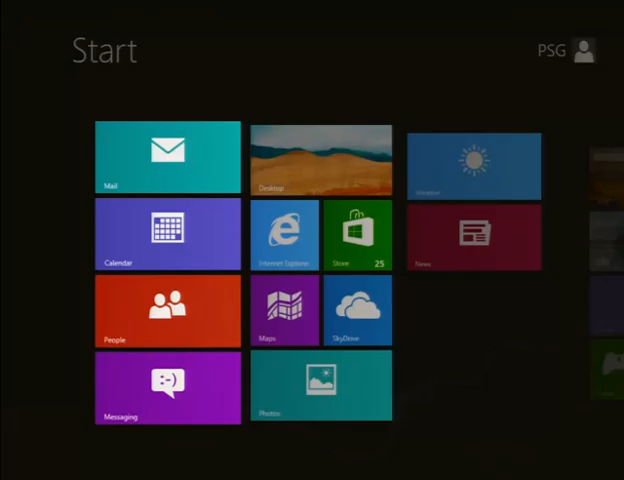 Start
PSG
Mail
Desktop
Weather
Calendar
Internet Explorer
Store
25
News
People
Maps
SkyDrive
Messaging
Photos